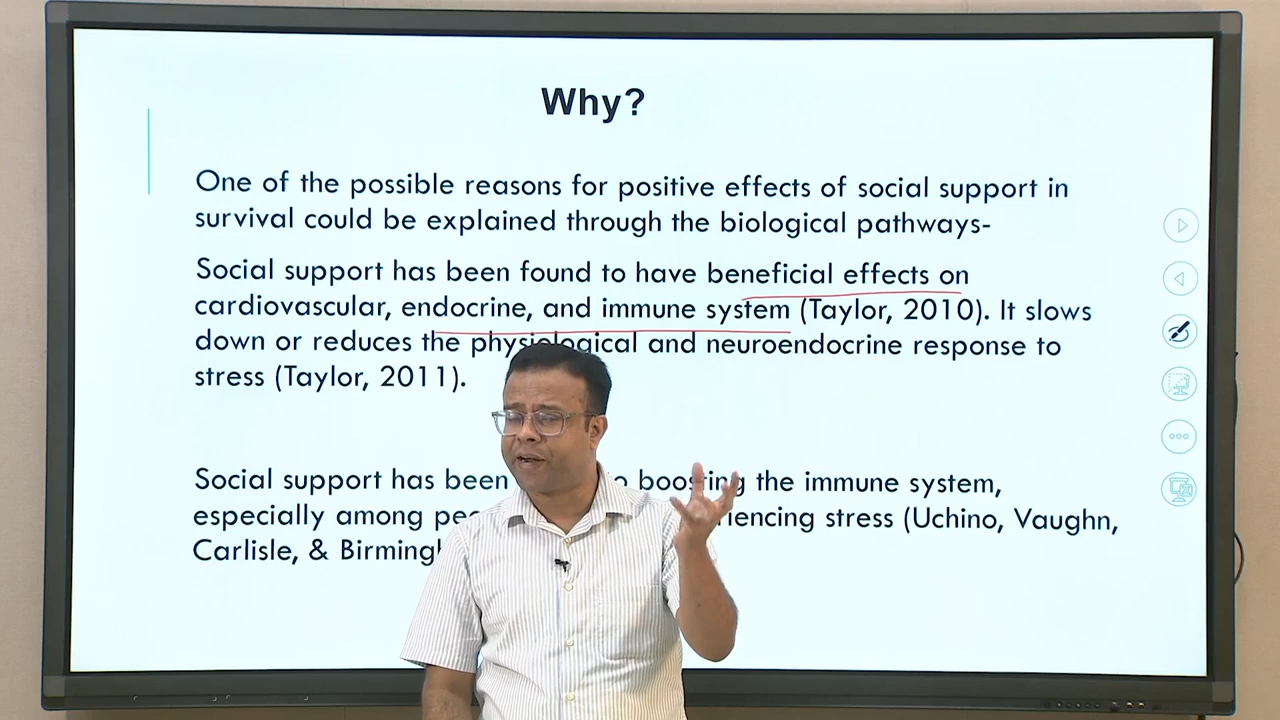 Why?
One of the possible reasons for positive effects of social support in
survival could be explained through the biological pathways-
Social support has been found to have beneficial effects on
cardiovascular, endocrine, and immune system (Taylor, 2010). It slows
down or reduces the physiological and neuroendocrine response to
stress (Taylor, 2011).
Social support has been boosting the immune system,
especially among stress (Uchino, Vaughn,
Carlisle, &